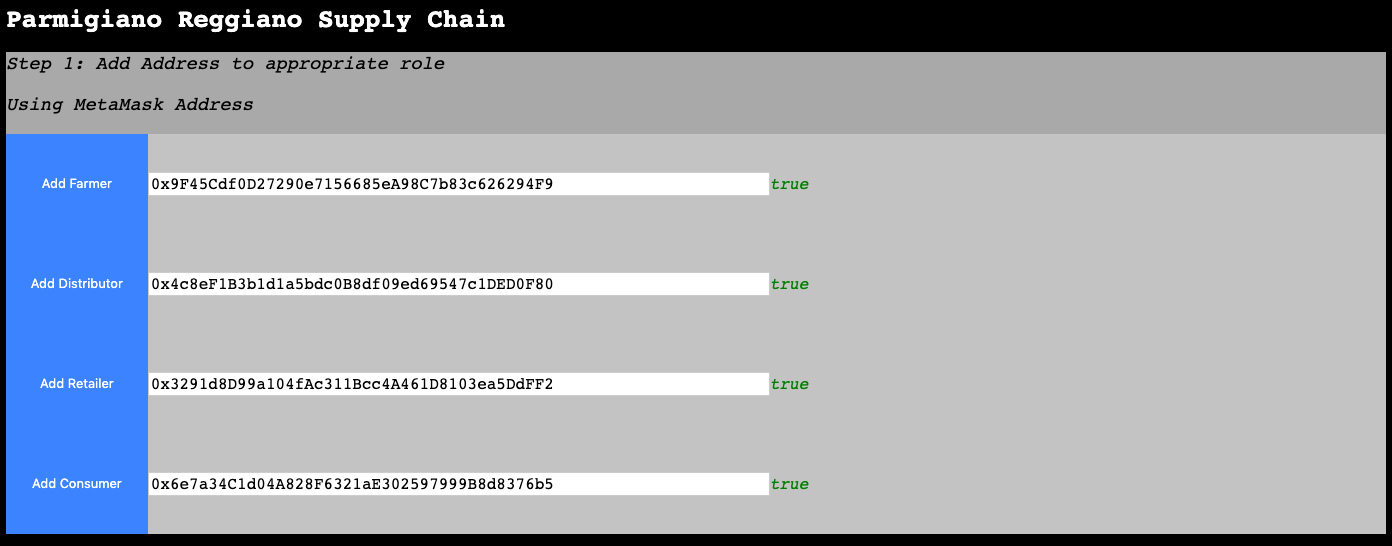 Parmigiano Reggiano Supply Chain
Step 1: Add Address to appropriate role
Using MetaMask Address
Add Farmer 0x9F45Cdf0D27290e7156685eA98C7b83c626294F9 true
Add Distributor 0x4c8eF1B3b1d1a5bdc0B8df09ed69547c1DED0F80 true
Add Retailer 0x3291d8D99a104fAc311Bcc4A461D8103ea5DdFF2 true
Add Consumer 0x6e7a34C1d04A828F6321aE302597999B8d8376b5 true